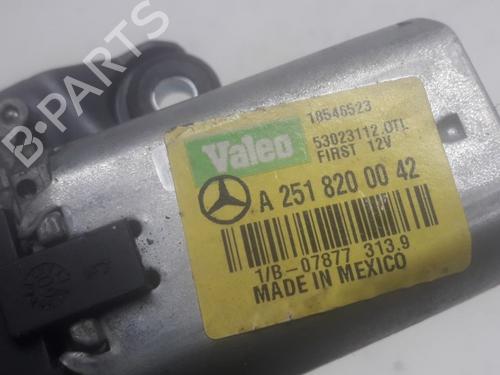 B-PARTS
Valeo
18546523
53023112 OTL
FIRST 12V
A 251 820 00 42
1/B-07877 313.9
MADE IN MEXICO